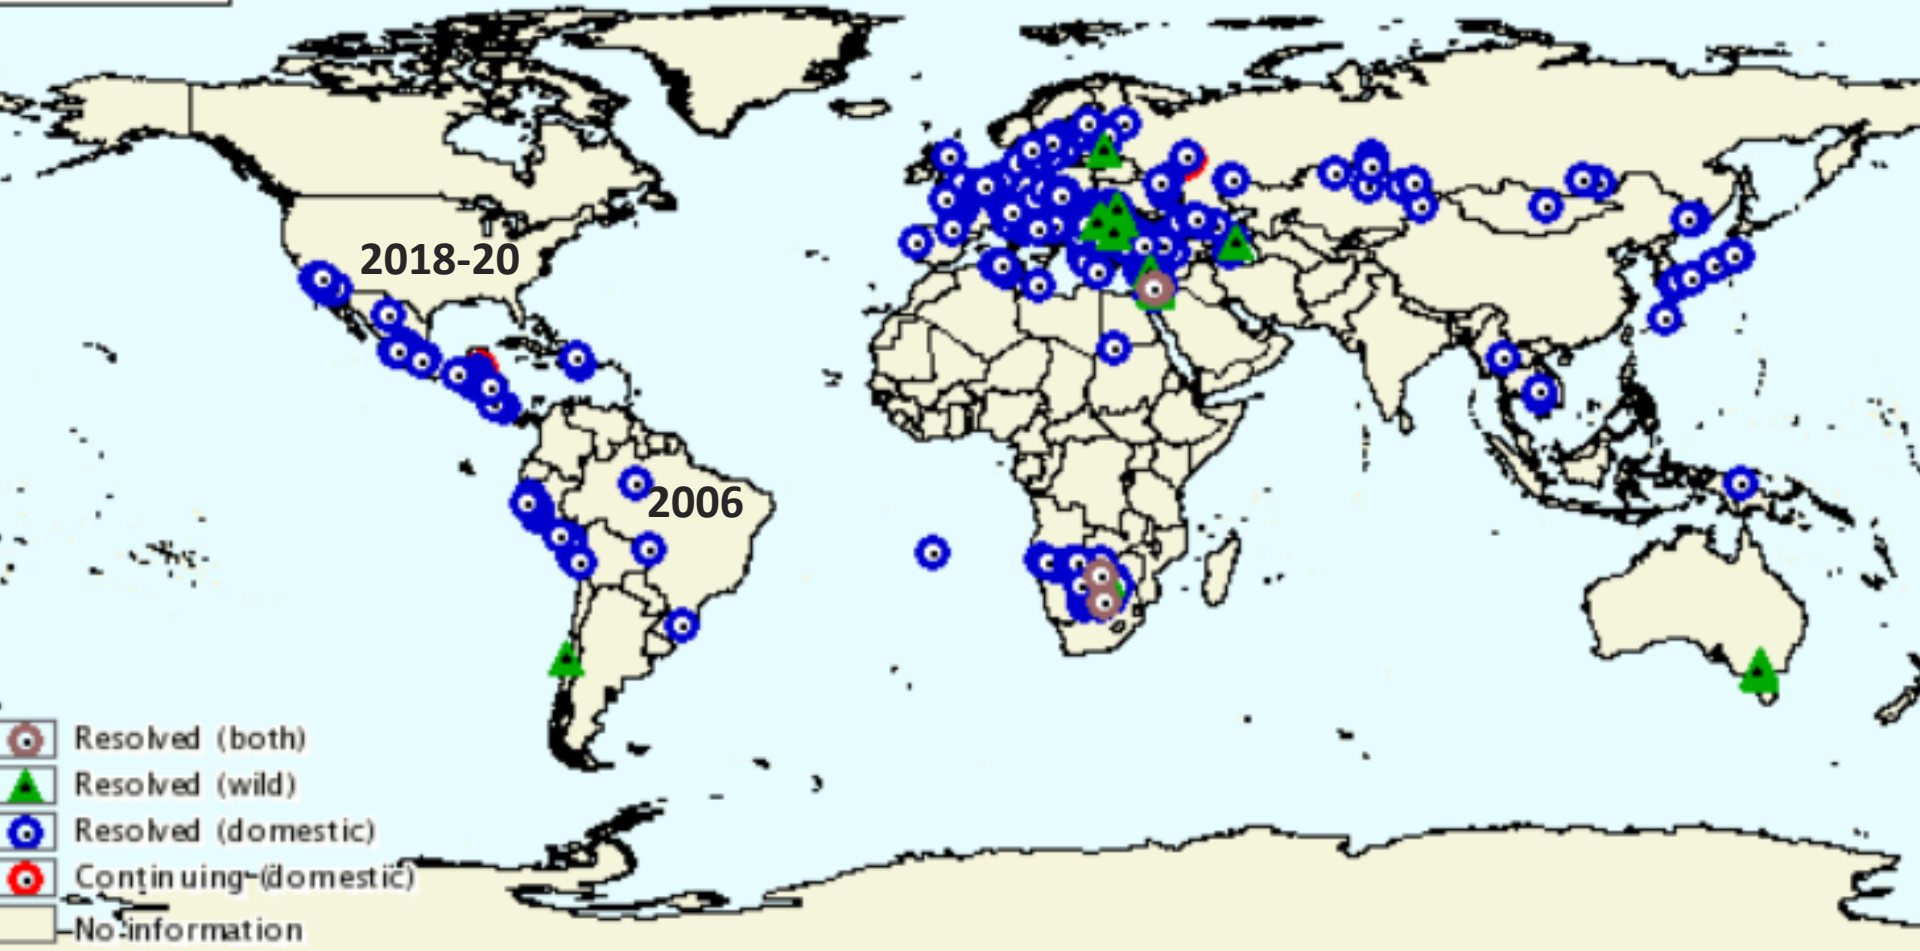 2018-20
2006
Resolved (both)
Resolved (wild)
Resolved (domestic)
Continuing (domestic)
No information